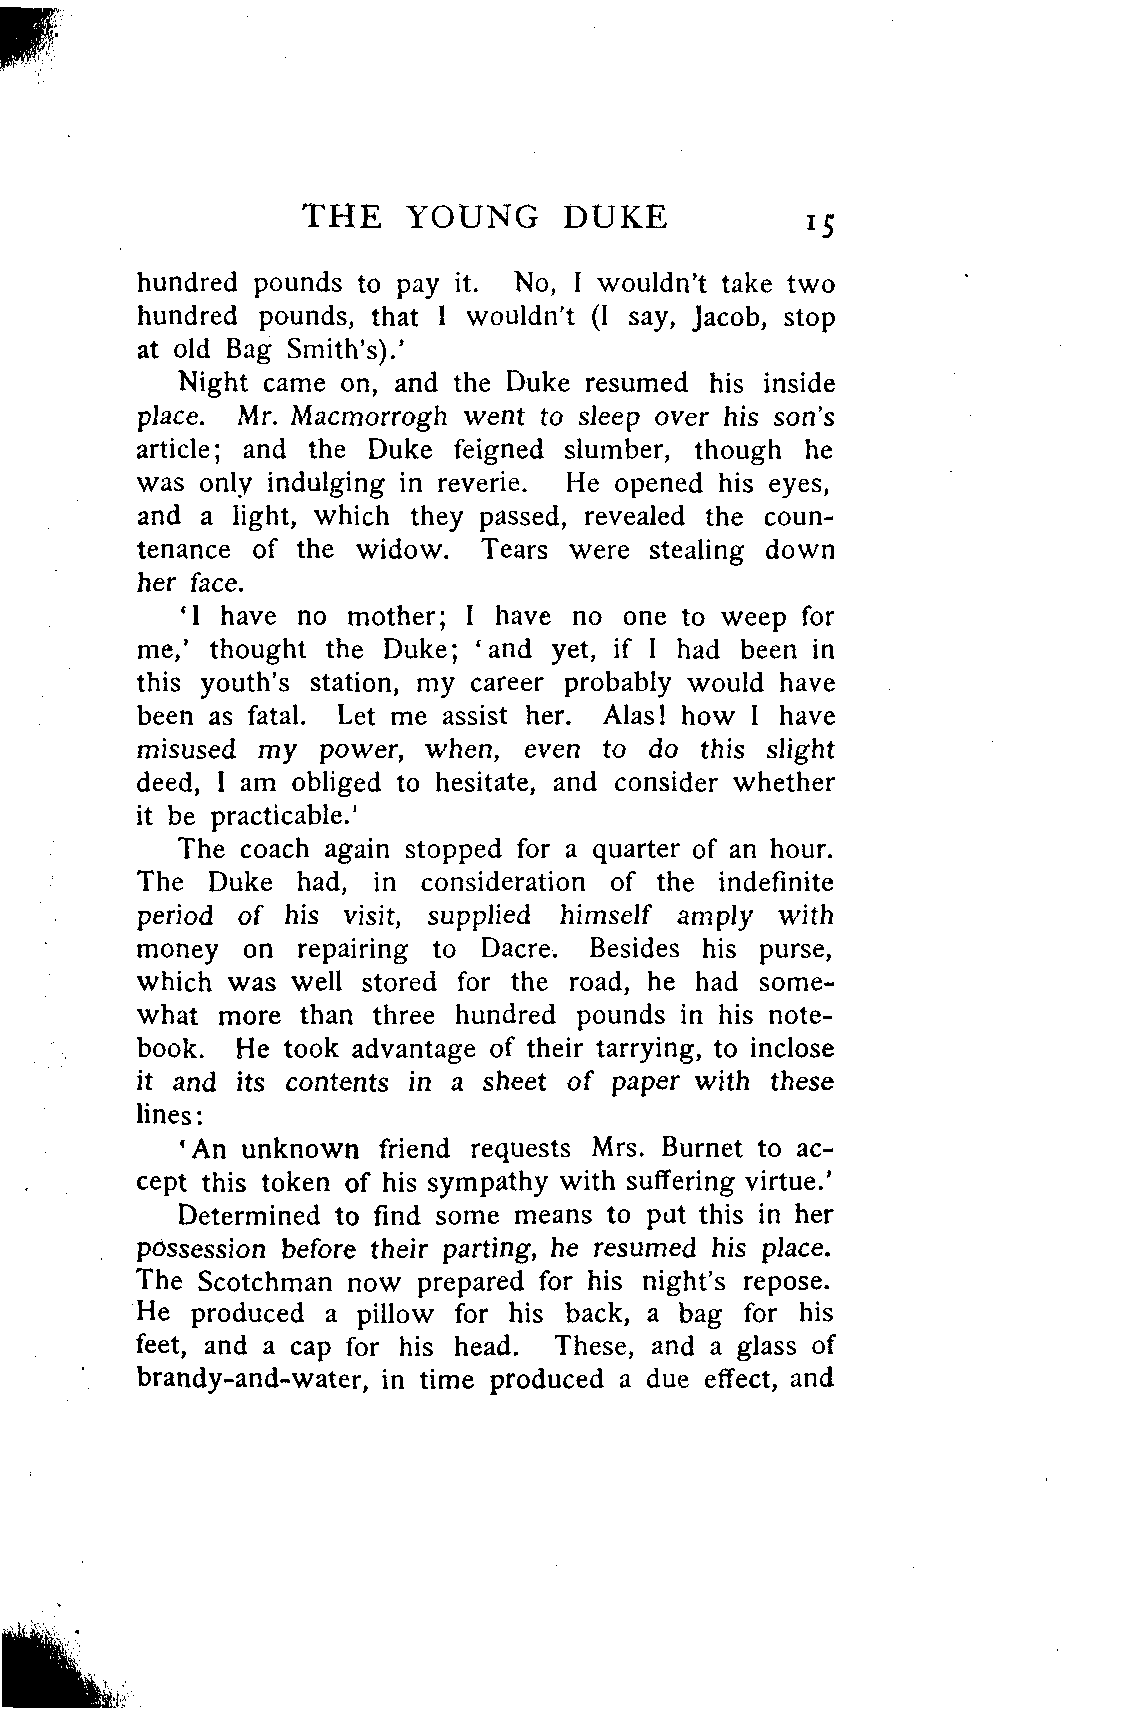 THE YOUNG DUKE 15
hundred pounds to pay it. No, I wouldn't take two
hundred pounds, that I wouldn't (I say, Jacob, stop
at old Bag Smith's).'
Night came on, and the Duke resumed his inside
place. Mr. Macmorrogh went to sleep over his son's
article; and the Duke feigned slumber, though he
was only indulging in reverie. He opened his eyes,
and a light, which they passed, revealed the coun-
tenance of the widow. Tears were stealing down
her face.
'I have no mother; I have no one to weep for
me,' thought the Duke; 'and yet, if I had been in
this youth's station, my career probably would have
been as fatal. Let me assist her. Alas! how I have
misused my power, when, even to do this slight
deed, I am obliged to hesitate, and consider whether
it be practicable.'
The coach again stopped for a quarter of an hour.
The Duke had, in consideration of the indefinite
period of his visit, supplied himself amply with
money on repairing to Dacre. Besides his purse,
which was well stored for the road, he had some-
what more than three hundred pounds in his note-
book. He took advantage of their tarrying, to inclose
it and its contents in a sheet of paper with these
lines:
'An unknown friend requests Mrs. Burnet to ac-
cept this token of his sympathy with suffering virtue.'
Determined to find some means to put this in her
possession before their parting, he resumed his place.
The Scotchman now prepared for his night's repose.
He produced a pillow for his back, a bag for his
feet, and a cap for his head. These, and a glass of
brandy-and-water, in time produced a due effect, and